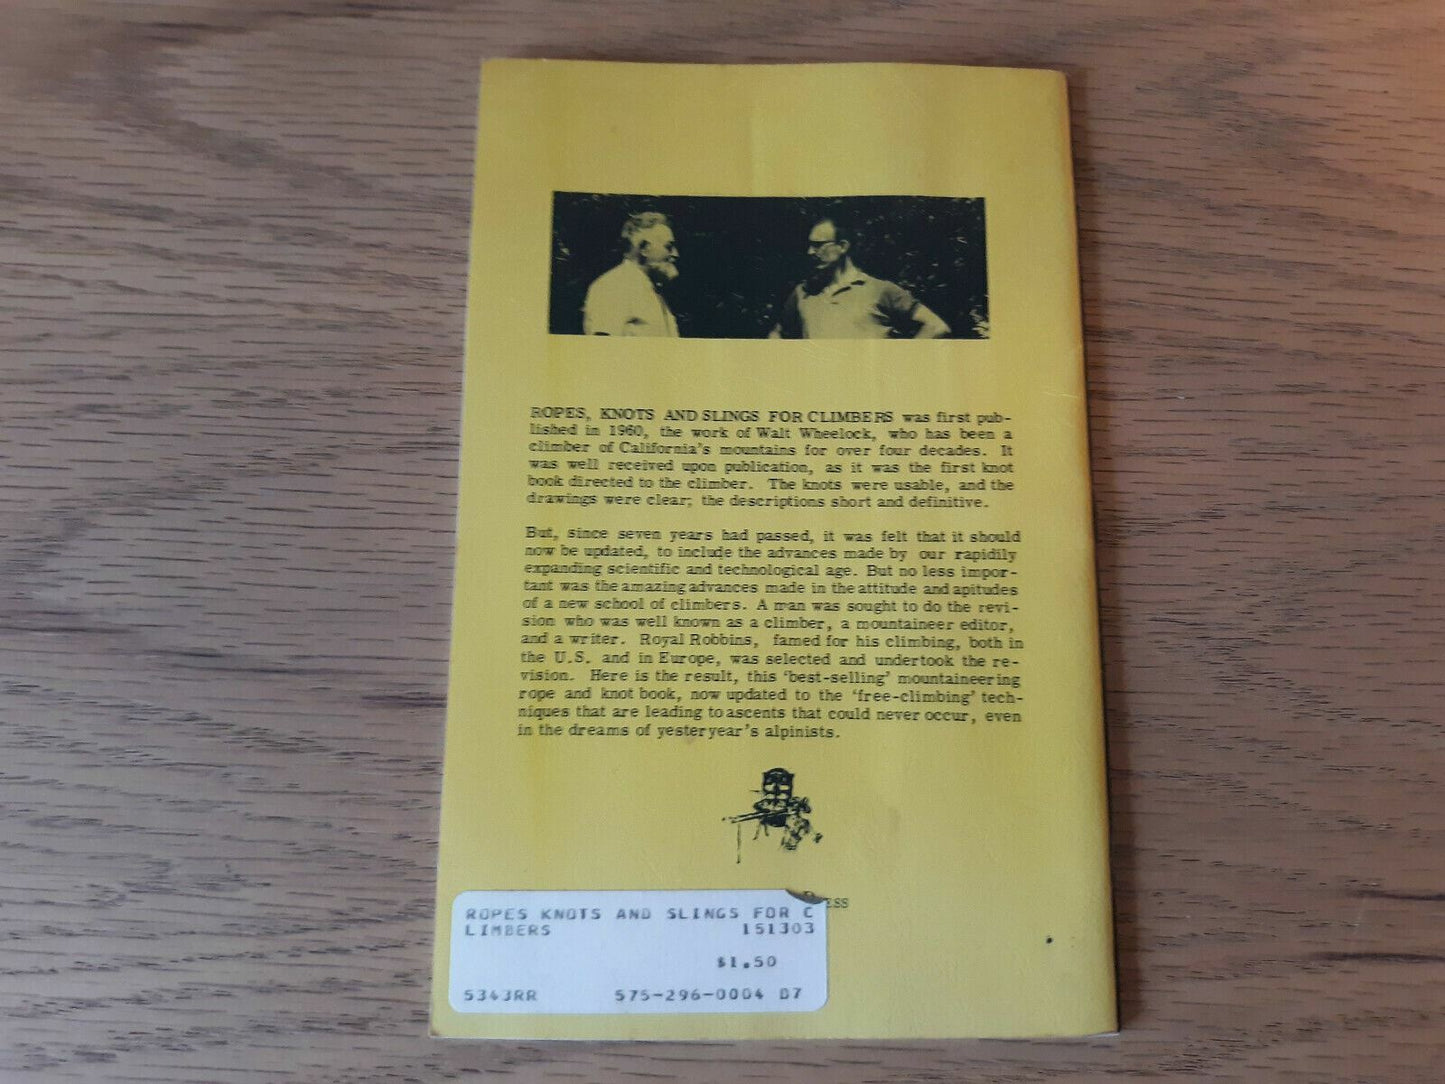 ROPES, KNOTS AND SLINGS FOR CLIMBERS was first pub-
lished in 1960, the work of Walt Wheelock, who has been a
climber of California's mountains for over four decades. It
was well received upon publication, as it was the first knot
book directed to the climber. The knots were usable, and the
drawings were clear; the descriptions short and definitive.
But, since seven years had passed, it was felt that it should
now be updated, to include the advances made by our rapidily
expanding scientific and technological age. But no less impor-
tant was the amazing advances made in the attitude and apitudes
of a new school of climbers. A man was sought to do the revi-
sion who was well known as a climber, a mountaineer editor,
and a writer. Royal Robbins, famed for his climbing, both in
the U.S. and in Europe, was selected and undertook the re-
vision. Here is the result, this 'best-selling' mountaineering
rope and knot book, now updated to the 'free-climbing' tech-
niques that are leading to ascents that could never occur, even
in the dreams of yesteryear's alpinists.
ROPES KNOTS AND SLINGS FOR C
LIMBERS 151303
$1.50
5343RR 575-296-0004 07